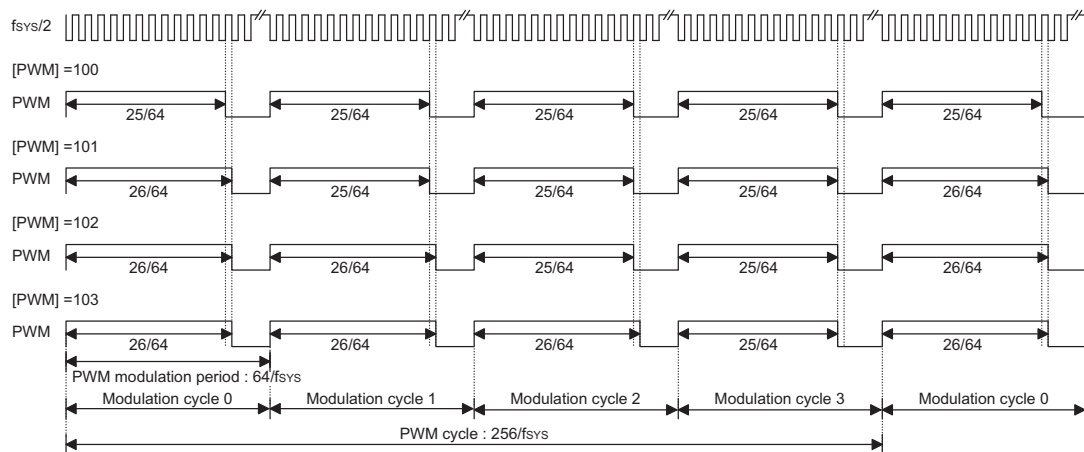 fSYS/2
[PWM] =100
PWM
25/64 25/64 25/64 25/64 25/64
[PWM] =101
PWM
26/64 25/64 25/64 25/64 26/64
[PWM] =102
PWM
26/64 26/64 25/64 25/64 26/64
[PWM] =103
PWM
26/64 26/64 26/64 25/64 26/64
PWM modulation period : 64/fSYS
Modulation cycle 0 Modulation cycle 1 Modulation cycle 2 Modulation cycle 3 Modulation cycle 0
PWM cycle : 256/fSYS